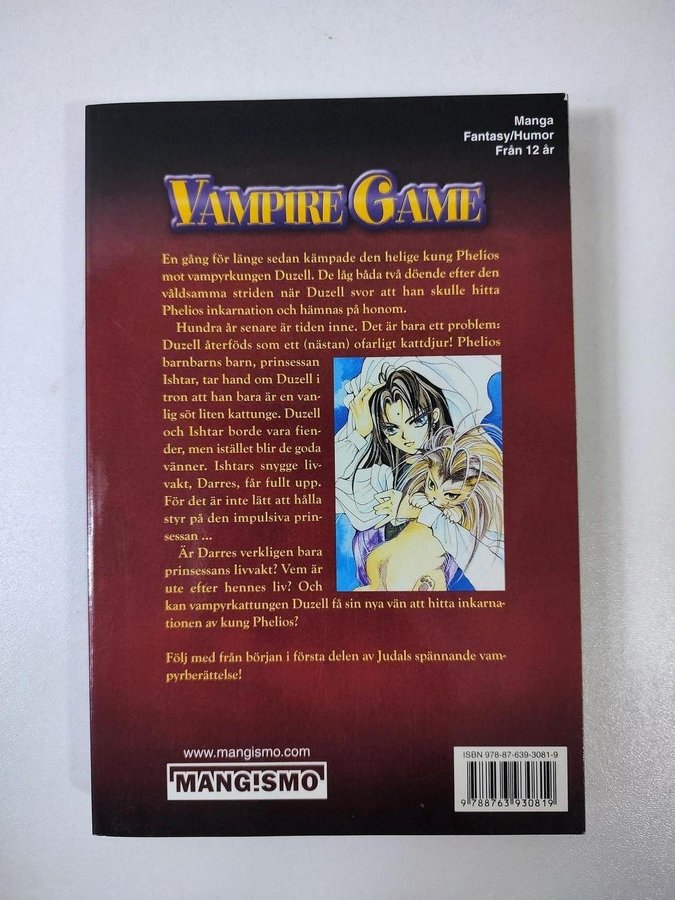 Manga
Fantasy/Humor
Från 12 år
VAMPIRE GAME
En gång för länge sedan kämpade den helige kung Phelios
mot vampyrkungen Duzell. De låg båda två döende efter den
våldsamma striden när Duzell svor att han skulle hitta
Phelios inkarnation och hämnas på honom.
Hundra år senare är tiden inne. Det är bara ett problem:
Duzell återföds som ett (nästan) ofarligt kattdjur! Phelios
barnbarns barn, prinsessan
Ishtar, tar hand om Duzell i
tron att han bara är en van-
lig söt liten kattunge. Duzell
och Ishtar borde vara fien-
der, men istället blir de goda
vänner. Ishtars snygge liv-
vakt, Darres, får fullt upp.
För det är inte lätt att hålla
styr på den impulsiva prin-
sessan ...
Är Darres verkligen bara
prinsessans livvakt? Vem är
ute efter hennes liv? Och
kan vampyrkattungen Duzell få sin nya vän att hitta inkarna-
tionen av kung Phelios?
Följ med från början i första delen av Judals spännande vam-
pyrberättelse!
www.mangismo.com
MANG!SMO
ISBN 978-87-639-3081-9
9 788763 930819